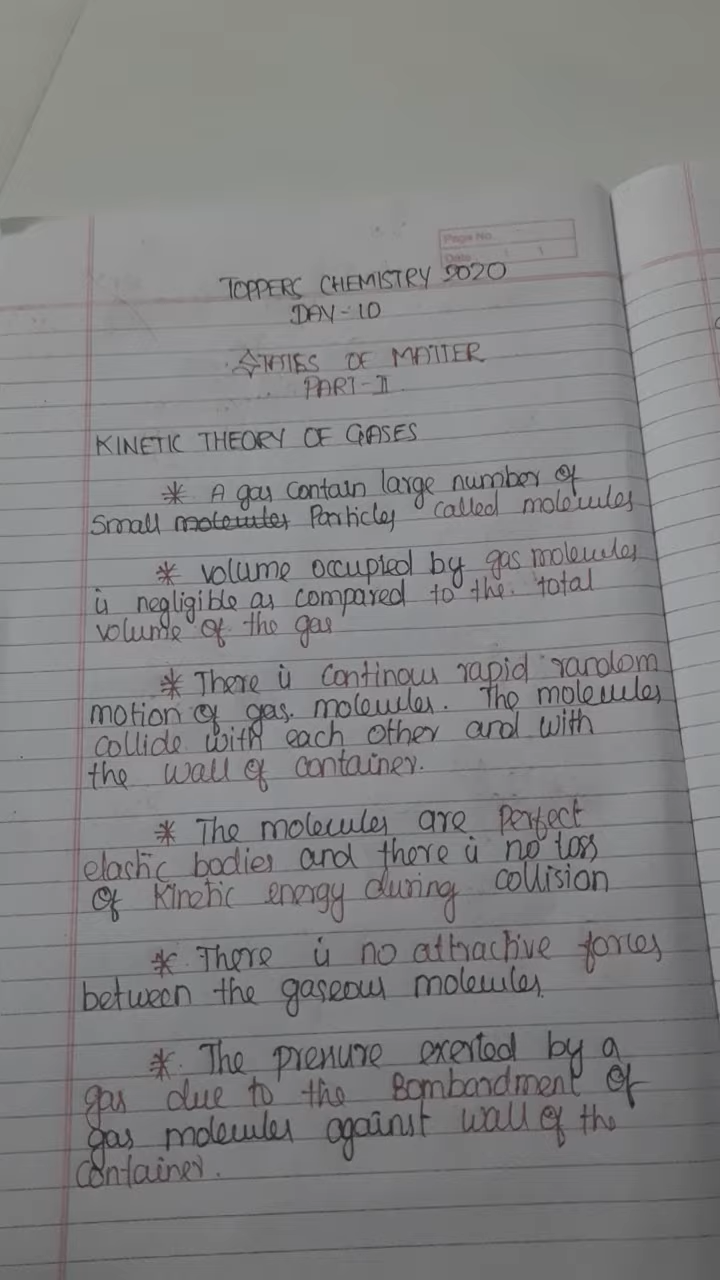 Page No.
Date
TOPPERS CHEMISTRY 2020
DAY-10
STATES OF MATTER
PART-II
KINETIC THEORY OF GASES
* A gas contain large number of
small molecules Particles called molecules
* volume occupied by gas molecules
is negligible as compared to the total
volume of the gas
* There is continous rapid random
motion of gas molecules. The molecules
collide with each other and with
the wall of container.
* The molecules are perfect
elastic bodies and there is no loss
of kinetic energy during collision
* There is no attractive forces
between the gaseous molecules.
* The pressure exerted by a
gas due to the Bombardment of
gas molecules against wall of the
container.